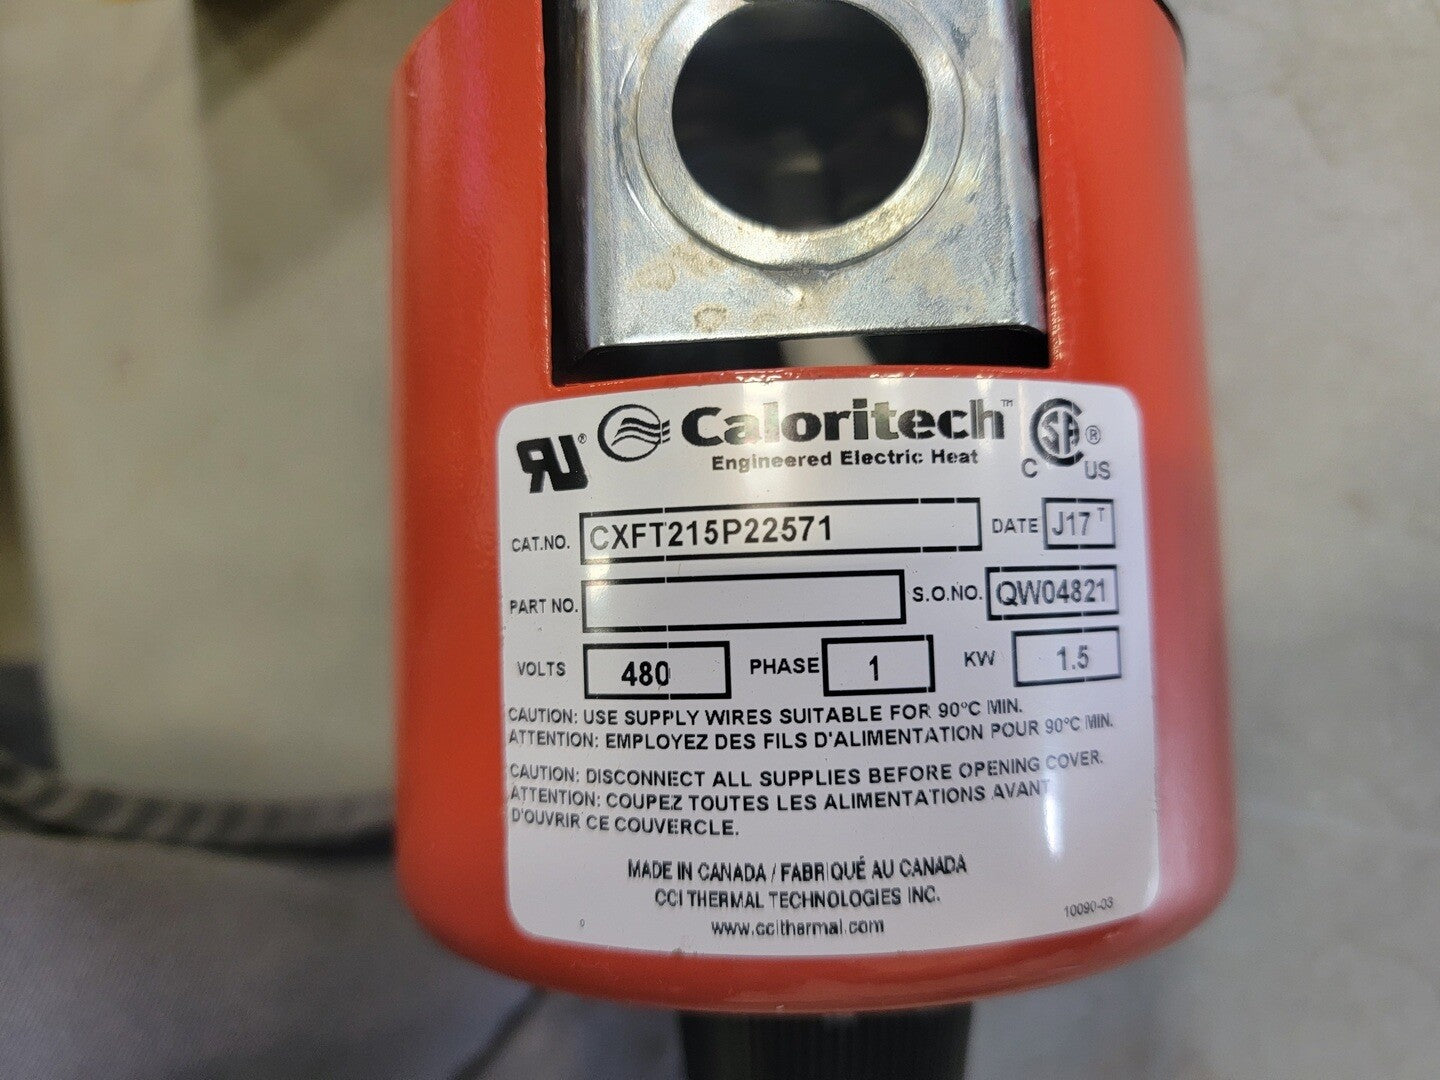 Caloritech™
Engineered Electric Heat
C US
CAT.NO. CXFT215P22571 DATE J17 T
PART NO. S.O.NO. QW04821
VOLTS 480 PHASE 1 KW 1.5
CAUTION: USE SUPPLY WIRES SUITABLE FOR 90°C MIN.
ATTENTION: EMPLOYEZ DES FILS D'ALIMENTATION POUR 90°C MIN.
CAUTION: DISCONNECT ALL SUPPLIES BEFORE OPENING COVER.
ATTENTION: COUPEZ TOUTES LES ALIMENTATIONS AVANT
D'OUVRIR CE COUVERCLE.
MADE IN CANADA / FABRIQUÉ AU CANADA
CCI THERMAL TECHNOLOGIES INC.
www.ccithermal.com
10090-03